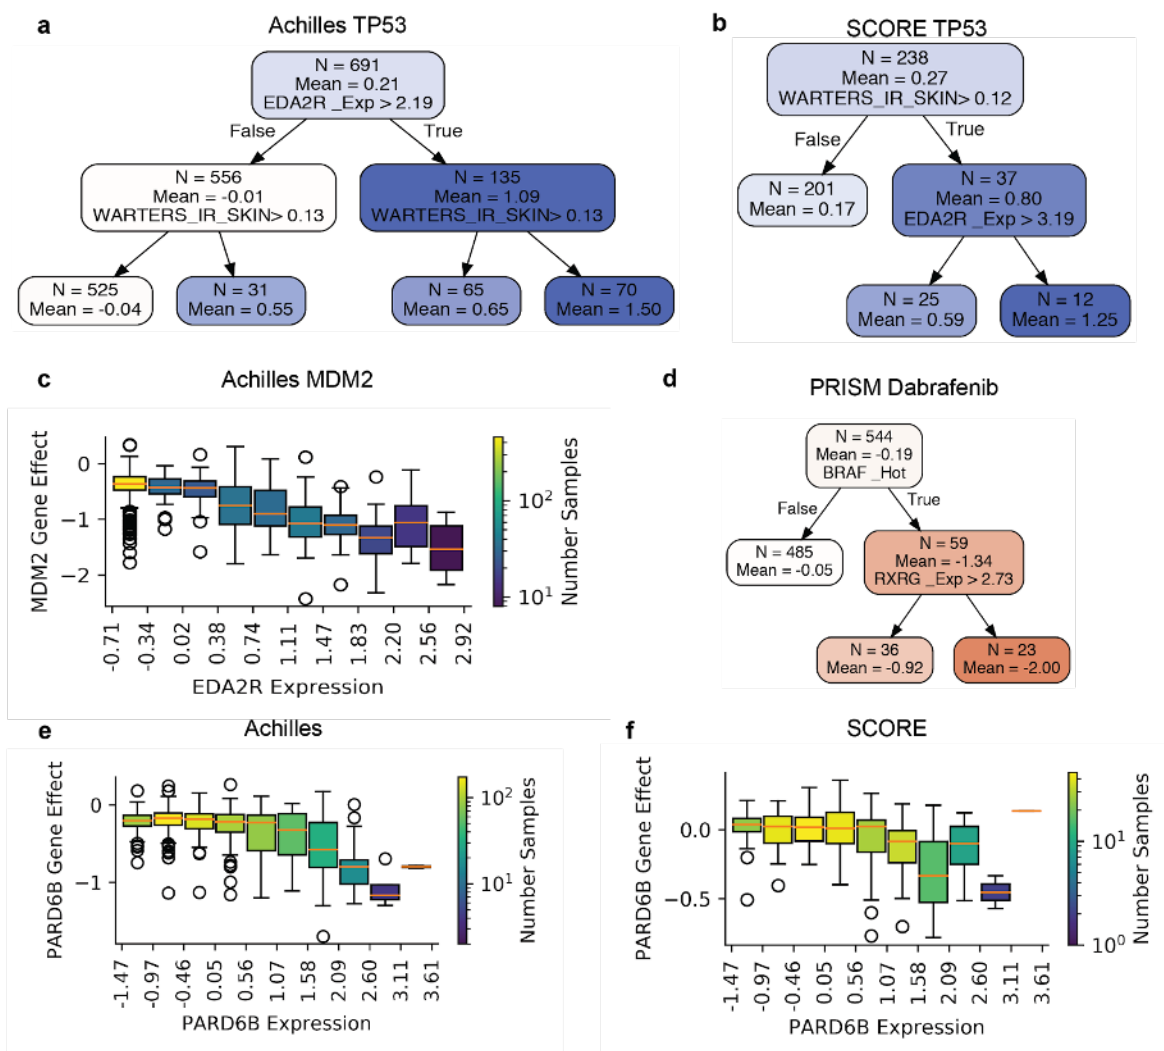 a
Achilles TP53
N = 691
Mean = 0.21
EDA2R _Exp > 2.19
False
True
N = 556
Mean = -0.01
WARTERS_IR_SKIN> 0.13
N = 135
Mean = 1.09
WARTERS_IR_SKIN> 0.13
N = 525
Mean = -0.04
N = 31
Mean = 0.55
N = 65
Mean = 0.65
N = 70
Mean = 1.50
b
SCORE TP53
N = 238
Mean = 0.27
WARTERS_IR_SKIN> 0.12
False
True
N = 201
Mean = 0.17
N = 37
Mean = 0.80
EDA2R _Exp > 3.19
N = 25
Mean = 0.59
N = 12
Mean = 1.25
c
Achilles MDM2
MDM2 Gene Effect
0
−1
−2
-0.71
-0.34
0.02
0.38
0.74
1.11
1.47
1.83
2.20
2.56
2.92
EDA2R Expression
10²
10¹
Number Samples
d
PRISM Dabrafenib
N = 544
Mean = -0.19
BRAF _Hot
False
True
N = 485
Mean = -0.05
N = 59
Mean = -1.34
RXRG _Exp > 2.73
N = 36
Mean = -0.92
N = 23
Mean = -2.00
e
Achilles
PARD6B Gene Effect
0
−1
-1.47
-0.97
-0.46
0.05
0.56
1.07
1.58
2.09
2.60
3.11
3.61
PARD6B Expression
10²
10¹
Number Samples
f
SCORE
PARD6B Gene Effect
0.0
−0.5
-1.47
-0.97
-0.46
0.05
0.56
1.07
1.58
2.09
2.60
3.11
3.61
PARD6B Expression
10¹
10⁰
Number Samples